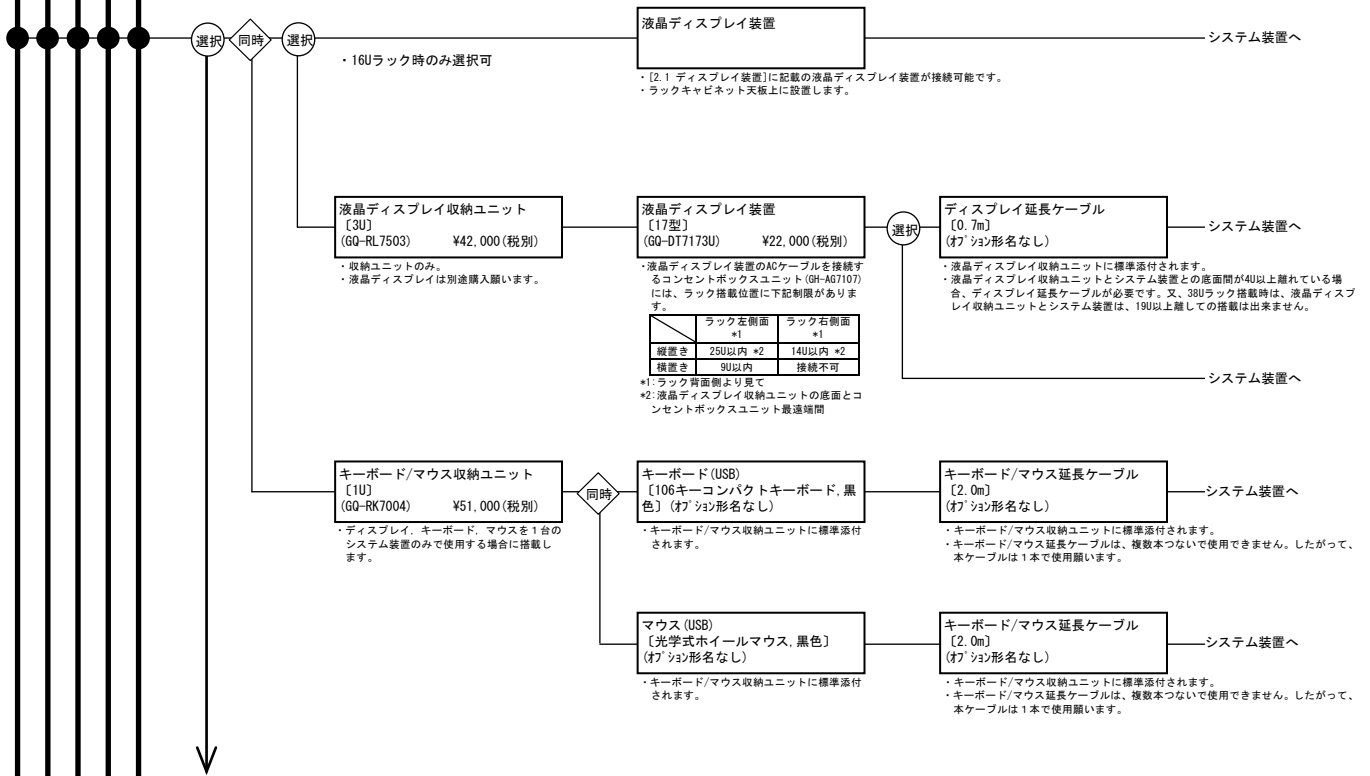 選択
同時
選択
・16Uラック時のみ選択可
液晶ディスプレイ装置
システム装置へ
・[2.1 ディスプレイ装置]に記載の液晶ディスプレイ装置が接続可能です。
・ラックキャビネット天板上に設置します。
液晶ディスプレイ収納ユニット
〔3U〕
(GQ-RL7503) ¥42,000(税別)
・収納ユニットのみ。
・液晶ディスプレイは別途購入願います。
液晶ディスプレイ装置
〔17型〕
(GQ-DT7173U) ¥22,000(税別)
・液晶ディスプレイ装置のACケーブルを接続す
るコンセントボックスユニット(GH-AG7107)
には、ラック搭載位置に下記制限がありま
す。
ラック左側面 ラック右側面
*1 *1
縦置き 25U以内 *2 14U以内 *2
横置き 9U以内 接続不可
*1:ラック背面側より見て
*2:液晶ディスプレイ収納ユニットの底面とコ
ンセントボックスユニット最遠端間
選択
ディスプレイ延長ケーブル
〔0.7m〕
(ｵﾌﾟｼｮﾝ形名なし)
システム装置へ
・液晶ディスプレイ収納ユニットに標準添付されます。
・液晶ディスプレイ収納ユニットとシステム装置との底面間が4U以上離れている場
合、ディスプレイ延長ケーブルが必要です。又、38Uラック搭載時は、液晶ディスプ
レイ収納ユニットとシステム装置は、19U以上離しての搭載は出来ません。
システム装置へ
キーボード/マウス収納ユニット
〔1U〕
(GQ-RK7004) ¥51,000(税別)
・ディスプレイ, キーボード, マウスを１台の
システム装置のみで使用する場合に搭載し
ます。
同時
キーボード(USB)
〔106キーコンパクトキーボード,黒
色〕(ｵﾌﾟｼｮﾝ形名なし)
・キーボード/マウス収納ユニットに標準添付
されます。
キーボード/マウス延長ケーブル
〔2.0m〕
(ｵﾌﾟｼｮﾝ形名なし)
システム装置へ
・キーボード/マウス収納ユニットに標準添付されます。
・キーボード/マウス延長ケーブルは、複数本つないで使用できません。したがって、
本ケーブルは１本で使用願います。
マウス(USB)
〔光学式ホイールマウス,黒色〕
(ｵﾌﾟｼｮﾝ形名なし)
・キーボード/マウス収納ユニットに標準添付
されます。
キーボード/マウス延長ケーブル
〔2.0m〕
(ｵﾌﾟｼｮﾝ形名なし)
システム装置へ
・キーボード/マウス収納ユニットに標準添付されます。
・キーボード/マウス延長ケーブルは、複数本つないで使用できません。したがって、
本ケーブルは１本で使用願います。